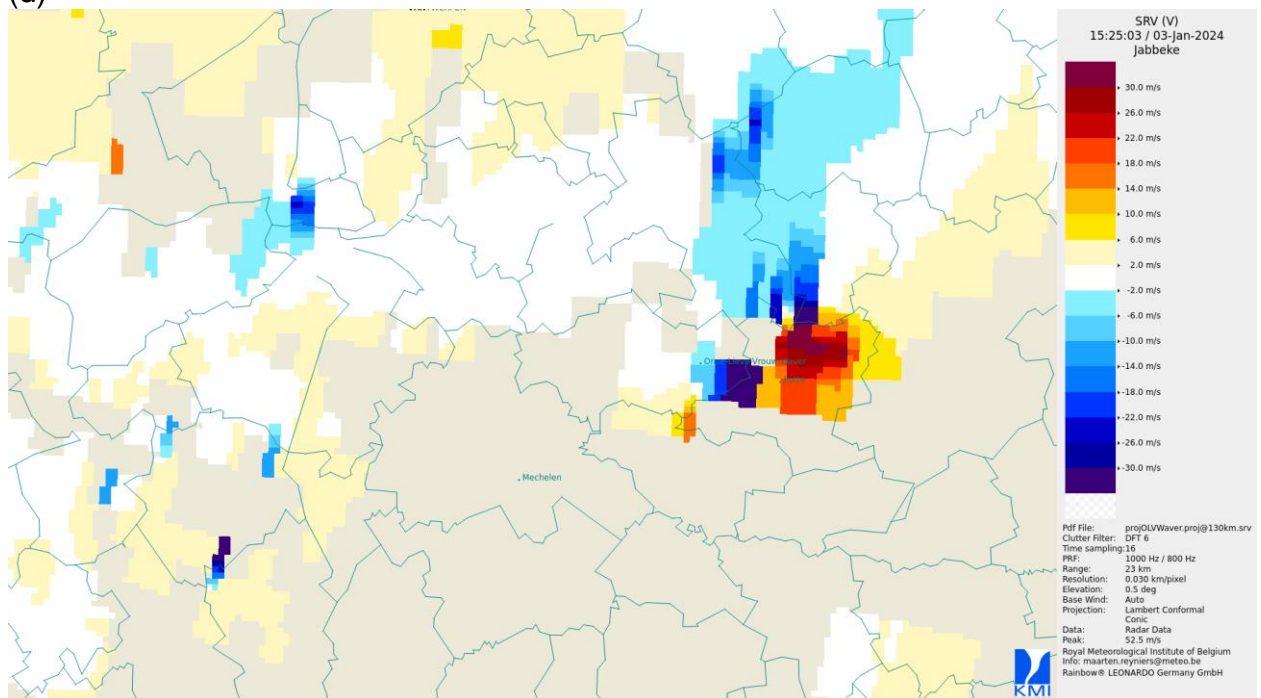 (d)
SRV (V)
15:25:03 / 03-Jan-2024
Jabbeke
30.0 m/s
26.0 m/s
22.0 m/s
18.0 m/s
14.0 m/s
10.0 m/s
6.0 m/s
2.0 m/s
-2.0 m/s
-6.0 m/s
-10.0 m/s
-14.0 m/s
-18.0 m/s
-22.0 m/s
-26.0 m/s
-30.0 m/s
Mechelen
Pdf File: projOLVWaver.proj@130km.srv
Clutter Filter: DFT 6
Time sampling:16
PRF: 1000 Hz / 800 Hz
Range: 23 km
Resolution: 0.030 km/pixel
Elevation: 0.5 deg
Base Wind: Auto
Projection: Lambert Conformal
Conic
Data: Radar Data
Peak: 52.5 m/s
Royal Meteorological Institute of Belgium
Info: maarten.reyniers@meteo.be
Rainbow® LEONARDO Germany GmbH
KMI